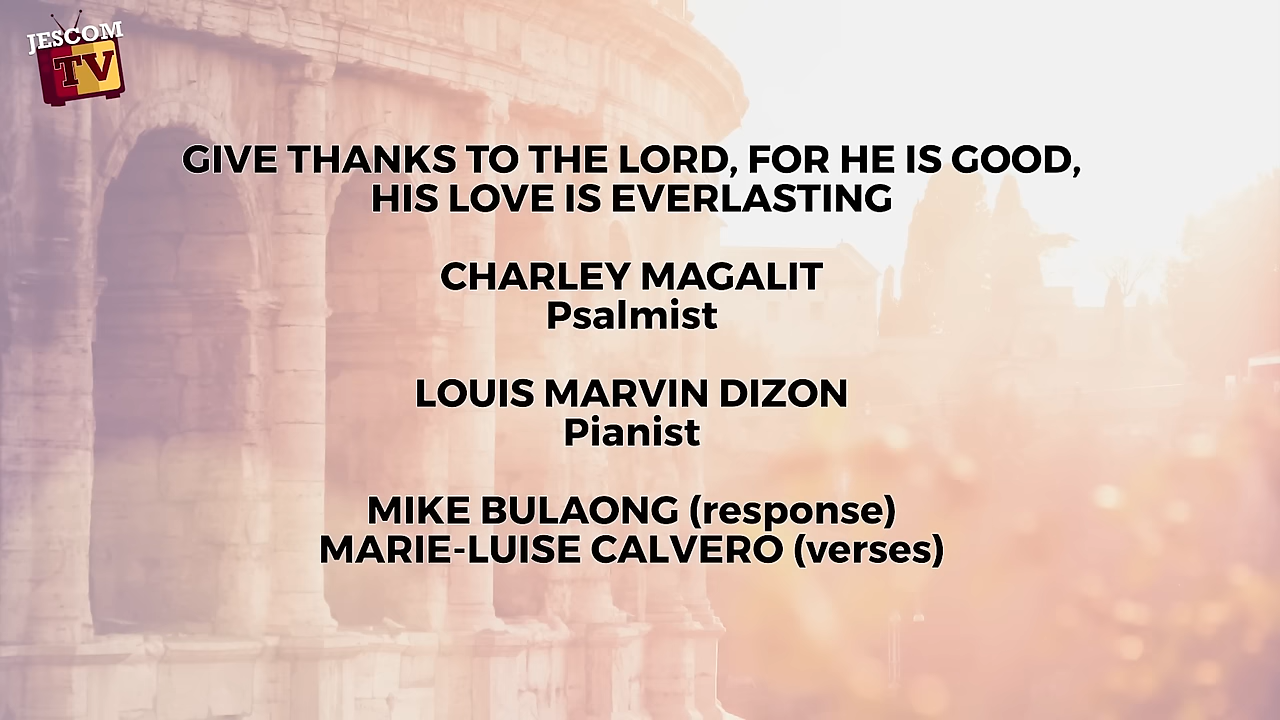 JESCOM
TV
GIVE THANKS TO THE LORD, FOR HE IS GOOD,
HIS LOVE IS EVERLASTING
CHARLEY MAGALIT
Psalmist
LOUIS MARVIN DIZON
Pianist
MIKE BULAONG (response)
MARIE-LUISE CALVERO (verses)